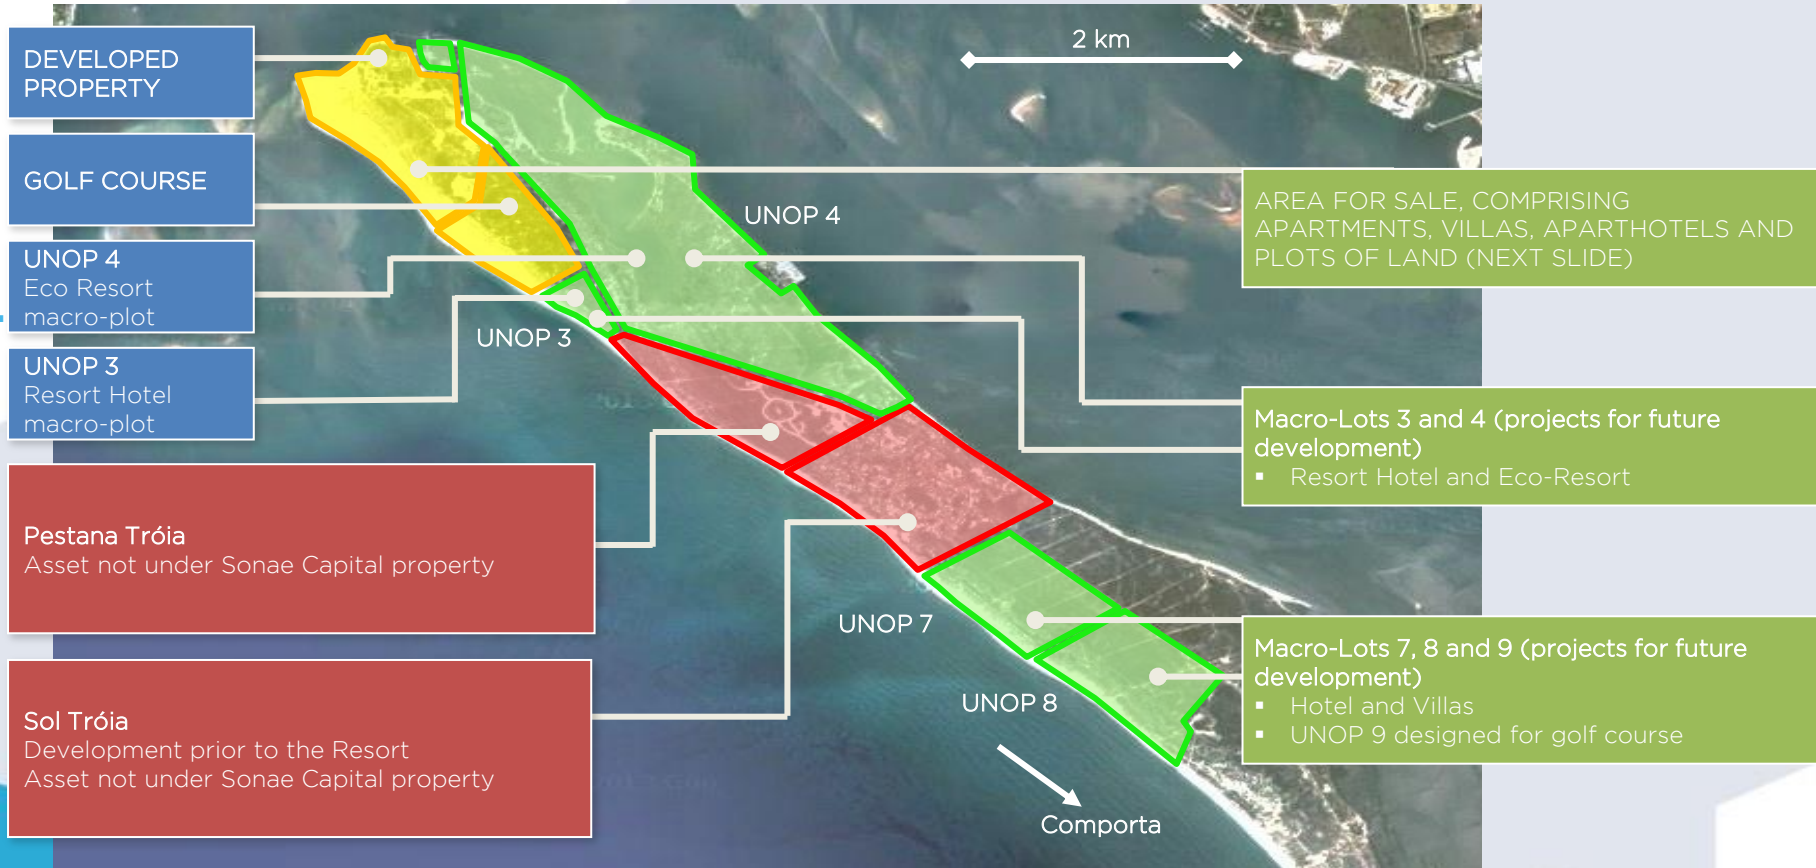 DEVELOPED
PROPERTY
GOLF COURSE
UNOP 4
Eco Resort
macro-plot
UNOP 3
Resort Hotel
macro-plot
Pestana Tróia
Asset not under Sonae Capital property
Sol Tróia
Development prior to the Resort
Asset not under Sonae Capital property
2 km
UNOP 4
UNOP 3
UNOP 7
UNOP 8
Comporta
AREA FOR SALE, COMPRISING
APARTMENTS, VILLAS, APARTHOTELS AND
PLOTS OF LAND (NEXT SLIDE)
Macro-Lots 3 and 4 (projects for future
development)
▪ Resort Hotel and Eco-Resort
Macro-Lots 7, 8 and 9 (projects for future
development)
▪ Hotel and Villas
▪ UNOP 9 designed for golf course